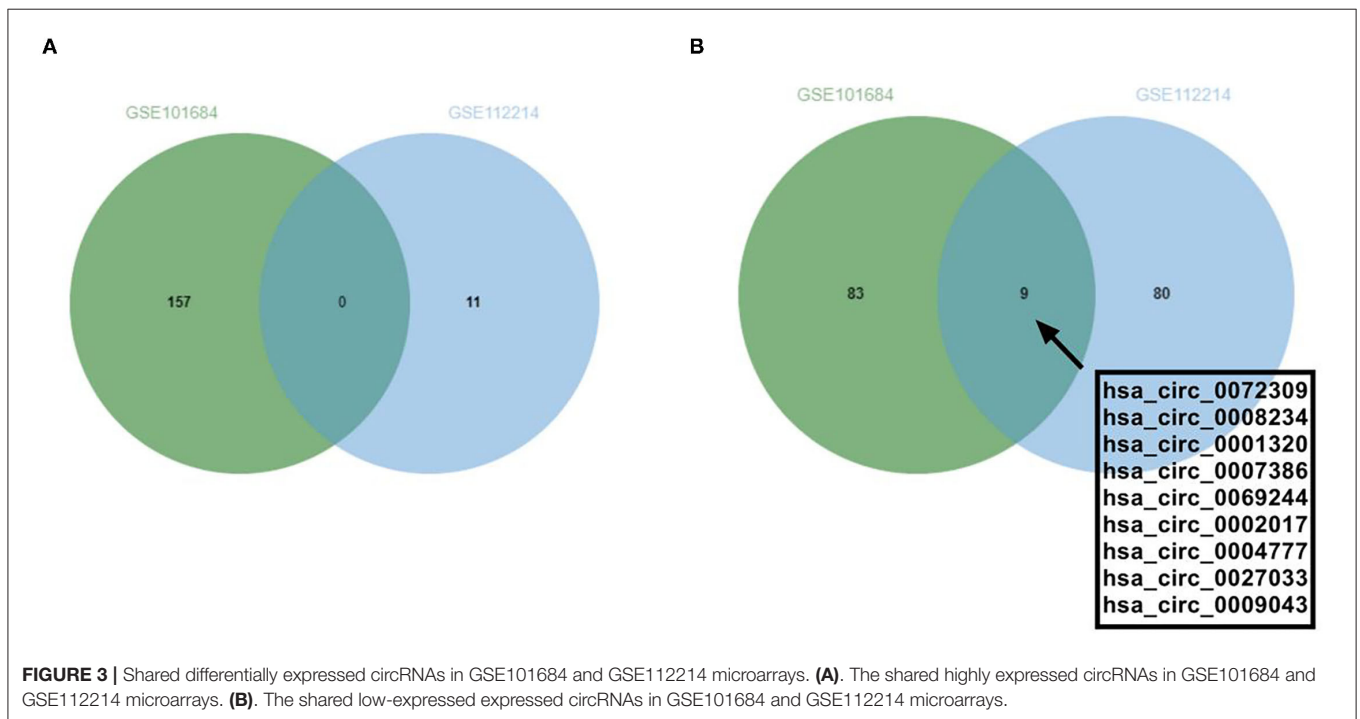 A
B
GSE101684
GSE112214
GSE101684
GSE112214
157
0
11
83
9
80
hsa_circ_0072309
hsa_circ_0008234
hsa_circ_0001320
hsa_circ_0007386
hsa_circ_0069244
hsa_circ_0002017
hsa_circ_0004777
hsa_circ_0027033
hsa_circ_0009043
FIGURE 3 | Shared differentially expressed circRNAs in GSE101684 and GSE112214 microarrays. (A). The shared highly expressed circRNAs in GSE101684 and
GSE112214 microarrays. (B). The shared low-expressed expressed circRNAs in GSE101684 and GSE112214 microarrays.